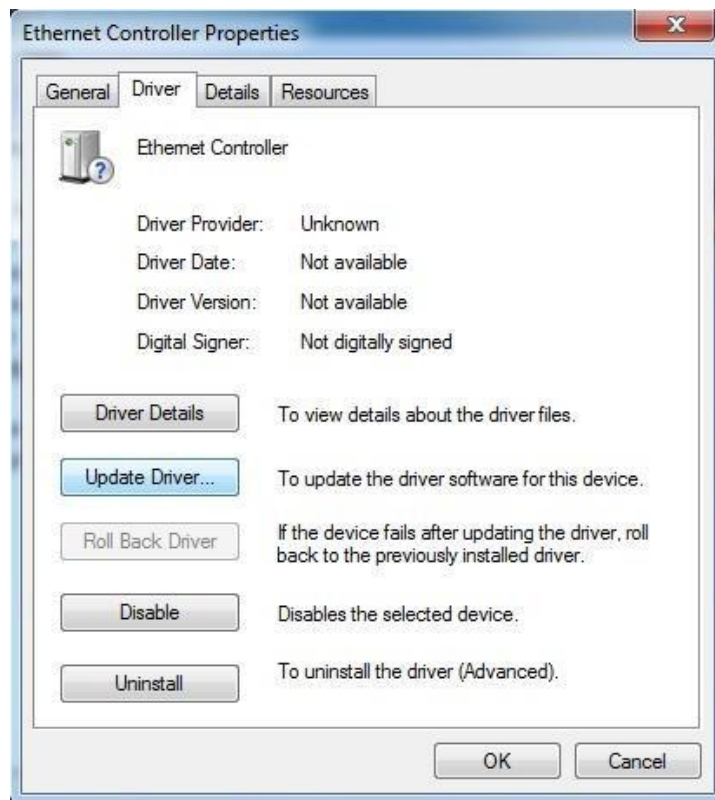 Ethernet Controller Properties
General Driver Details Resources
Ethernet Controller
Driver Provider: Unknown
Driver Date: Not available
Driver Version: Not available
Digital Signer: Not digitally signed
Driver Details To view details about the driver files.
Update Driver... To update the driver software for this device.
Roll Back Driver If the device fails after updating the driver, roll
back to the previously installed driver.
Disable Disables the selected device.
Uninstall To uninstall the driver (Advanced).
OK Cancel